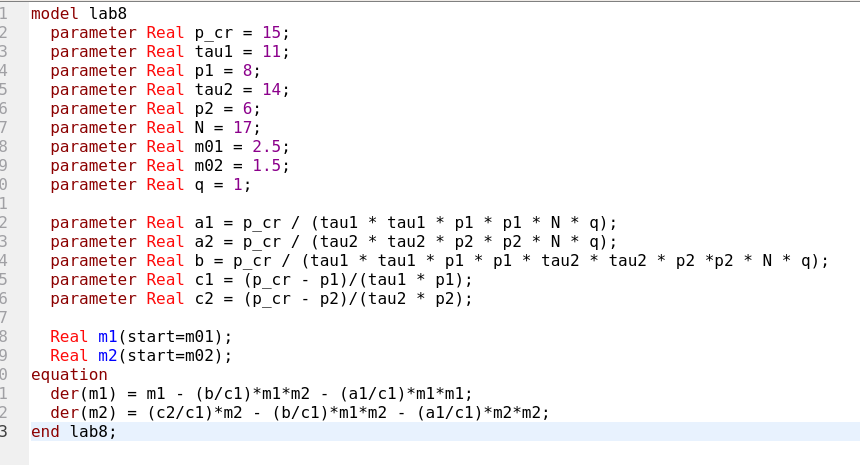 1 model lab8
2 parameter Real p_cr = 15;
3 parameter Real tau1 = 11;
4 parameter Real p1 = 8;
5 parameter Real tau2 = 14;
6 parameter Real p2 = 6;
7 parameter Real N = 17;
8 parameter Real m01 = 2.5;
9 parameter Real m02 = 1.5;
0 parameter Real q = 1;
1
2 parameter Real a1 = p_cr / (tau1 * tau1 * p1 * p1 * N * q);
3 parameter Real a2 = p_cr / (tau2 * tau2 * p2 * p2 * N * q);
4 parameter Real b = p_cr / (tau1 * tau1 * p1 * p1 * tau2 * tau2 * p2 *p2 * N * q);
5 parameter Real c1 = (p_cr - p1)/(tau1 * p1);
6 parameter Real c2 = (p_cr - p2)/(tau2 * p2);
7
8 Real m1(start=m01);
9 Real m2(start=m02);
0 equation
1 der(m1) = m1 - (b/c1)*m1*m2 - (a1/c1)*m1*m1;
2 der(m2) = (c2/c1)*m2 - (b/c1)*m1*m2 - (a1/c1)*m2*m2;
3 end lab8;